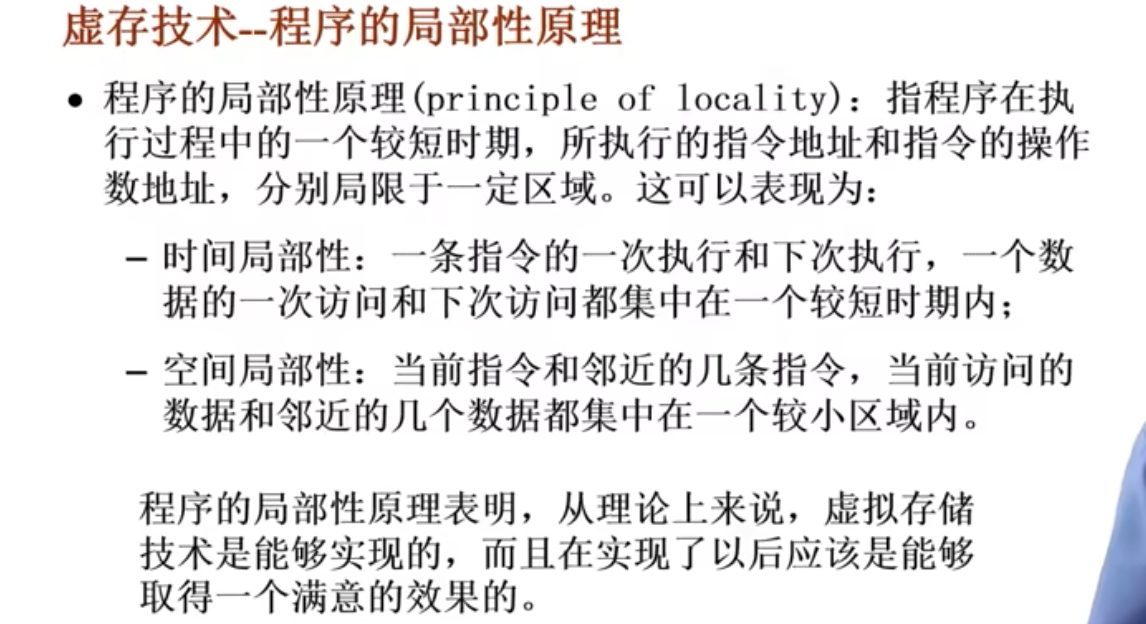 虚存技术--程序的局部性原理
• 程序的局部性原理(principle of locality)：指程序在执
行过程中的一个较短时期，所执行的指令地址和指令的操作
数地址，分别局限于一定区域。这可以表现为：
– 时间局部性：一条指令的一次执行和下次执行，一个数
据的一次访问和下次访问都集中在一个较短时期内；
– 空间局部性：当前指令和邻近的几条指令，当前访问的
数据和邻近的几个数据都集中在一个较小区域内。
程序的局部性原理表明，从理论上来说，虚拟存储
技术是能够实现的，而且在实现了以后应该是能够
取得一个满意的效果的。